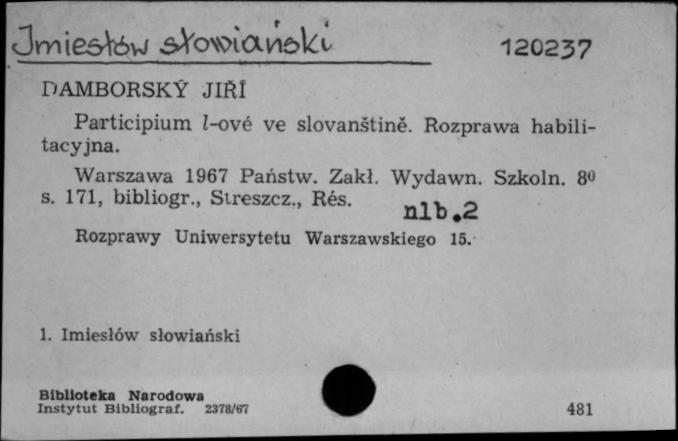 Imiesłów słowiański
120237
DAMBORSKÝ JIŘÍ
Participium l-ové ve slovanštině. Rozprawa habili-
tacyjna.
Warszawa 1967 Państw. Zakł. Wydawn. Szkoln. 8⁰
s. 171, bibliogr., Streszcz., Rés.
nlb.2
Rozprawy Uniwersytetu Warszawskiego 15.
1. Imiesłów słowiański
Biblioteka Narodowa
Instytut Bibliograf. 2378/67
481